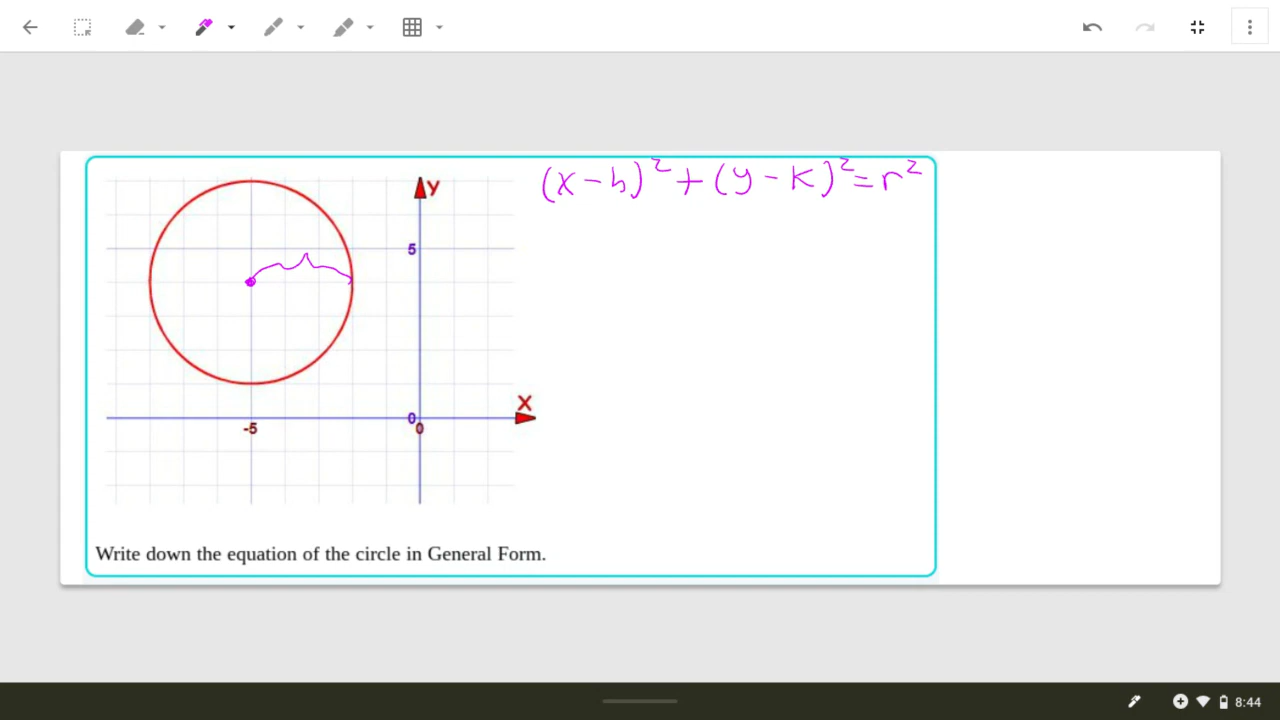 (x-h)²+(y-k)²=r²
Y
5
X
0
-5 0
Write down the equation of the circle in General Form.
8:44